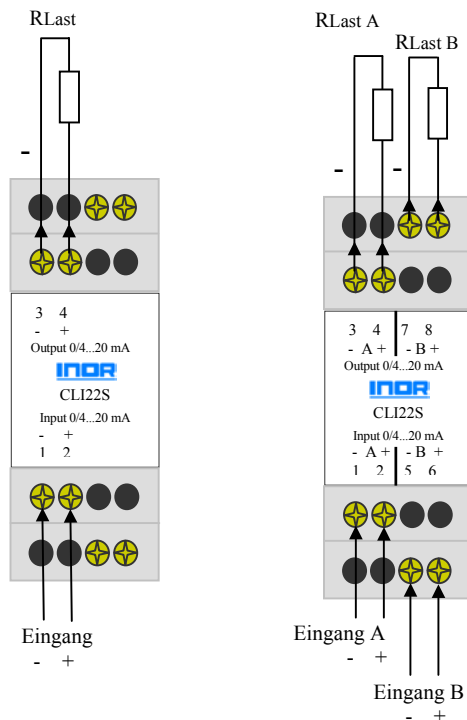 RLast
-
3 4
- +
Output 0/4...20 mA
INOR
CLI22S
Input 0/4...20 mA
- +
1 2
Eingang
- +
RLast A
RLast B
- -
3 4 7 8
- A + - B +
Output 0/4...20 mA
INOR
CLI22S
Input 0/4...20 mA
- A + - B +
1 2 5 6
Eingang A
- +
Eingang B
- +